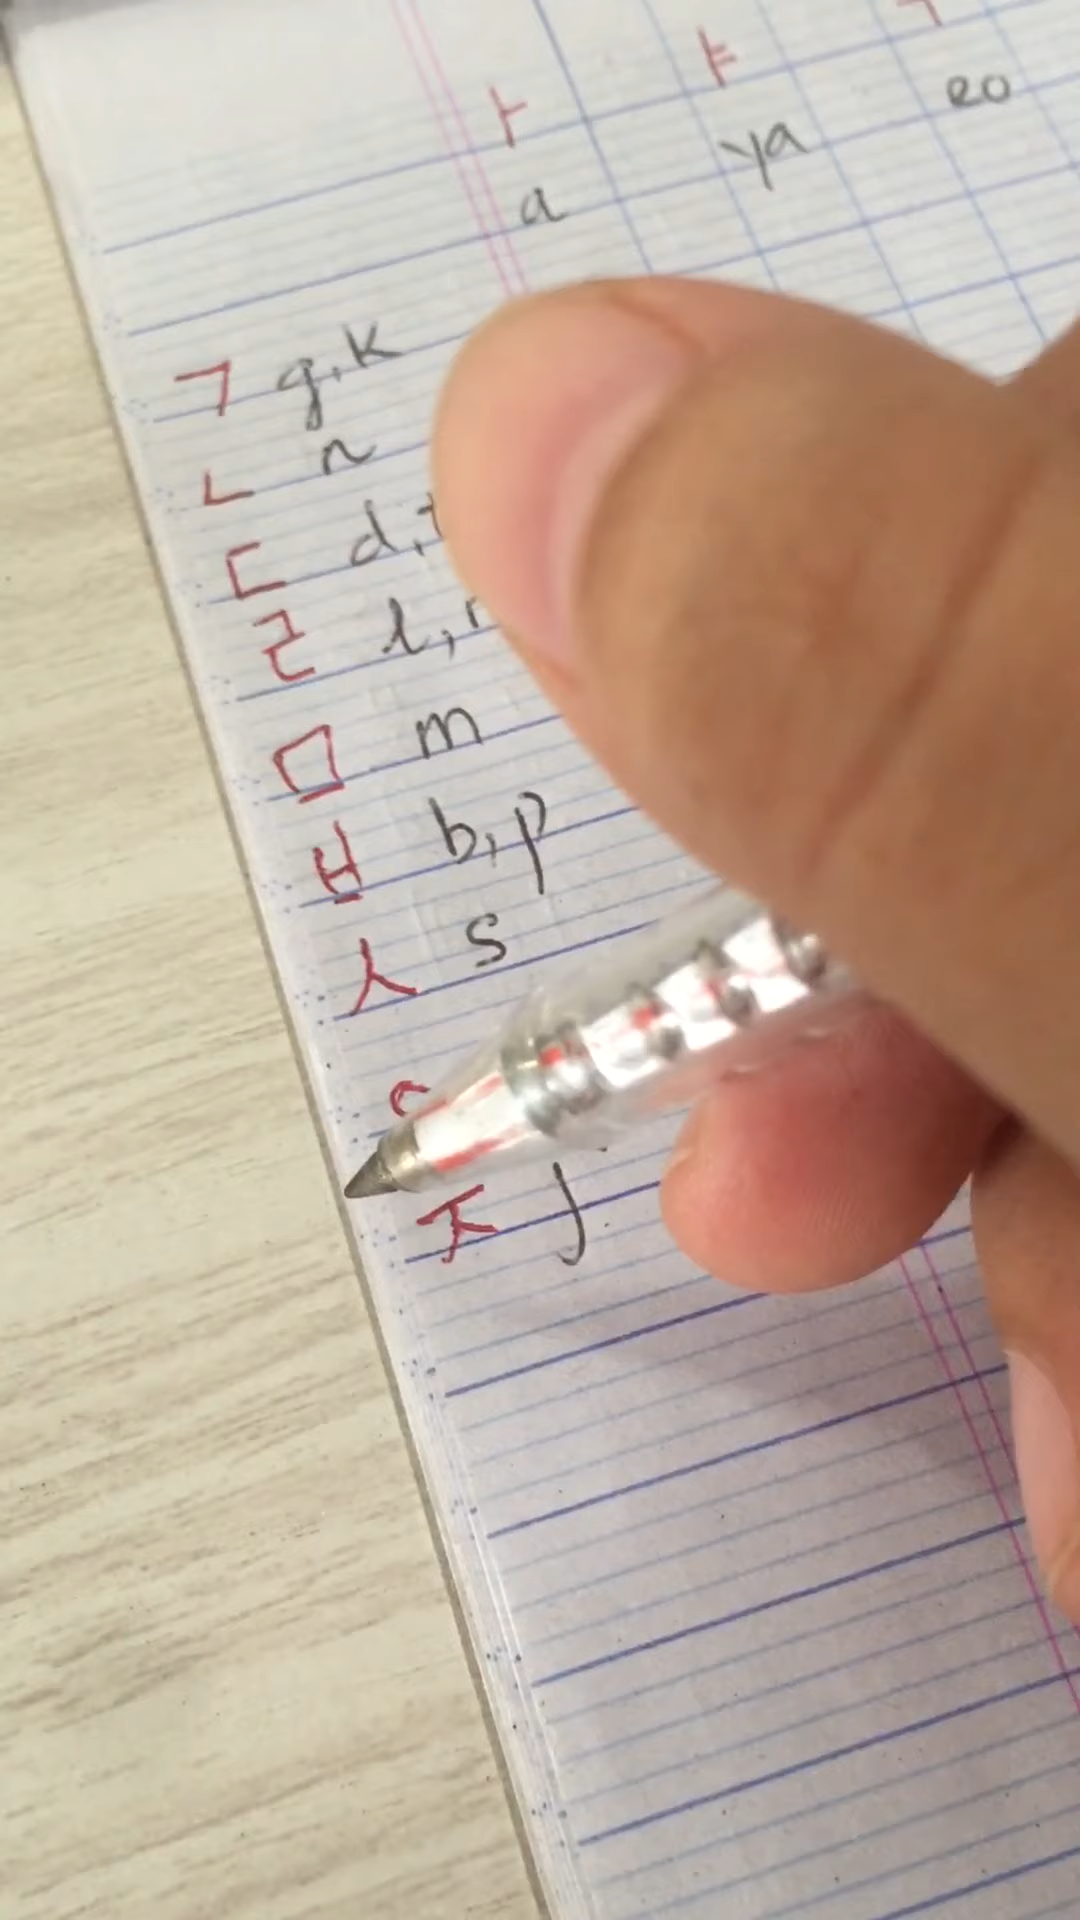 ㅏ ㅑ
a ya eo
ㄱ g,k
ㄴ n
ㄷ d,
ㄹ l,
ㅁ m
ㅂ b,p
ㅅ s
ㅈ j